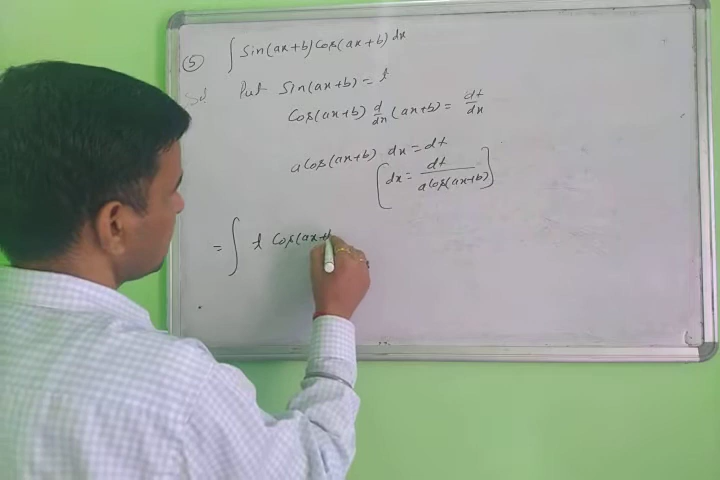 ⑤ ∫ Sin(ax+b) Cos(ax+b) dx
Sol Put Sin(ax+b) = t
Cos(ax+b) d/dx (ax+b) = dt/dx
a Cos(ax+b) dx = dt
[dx = dt/a Cos(ax+b)]
= ∫ t Cos(ax+